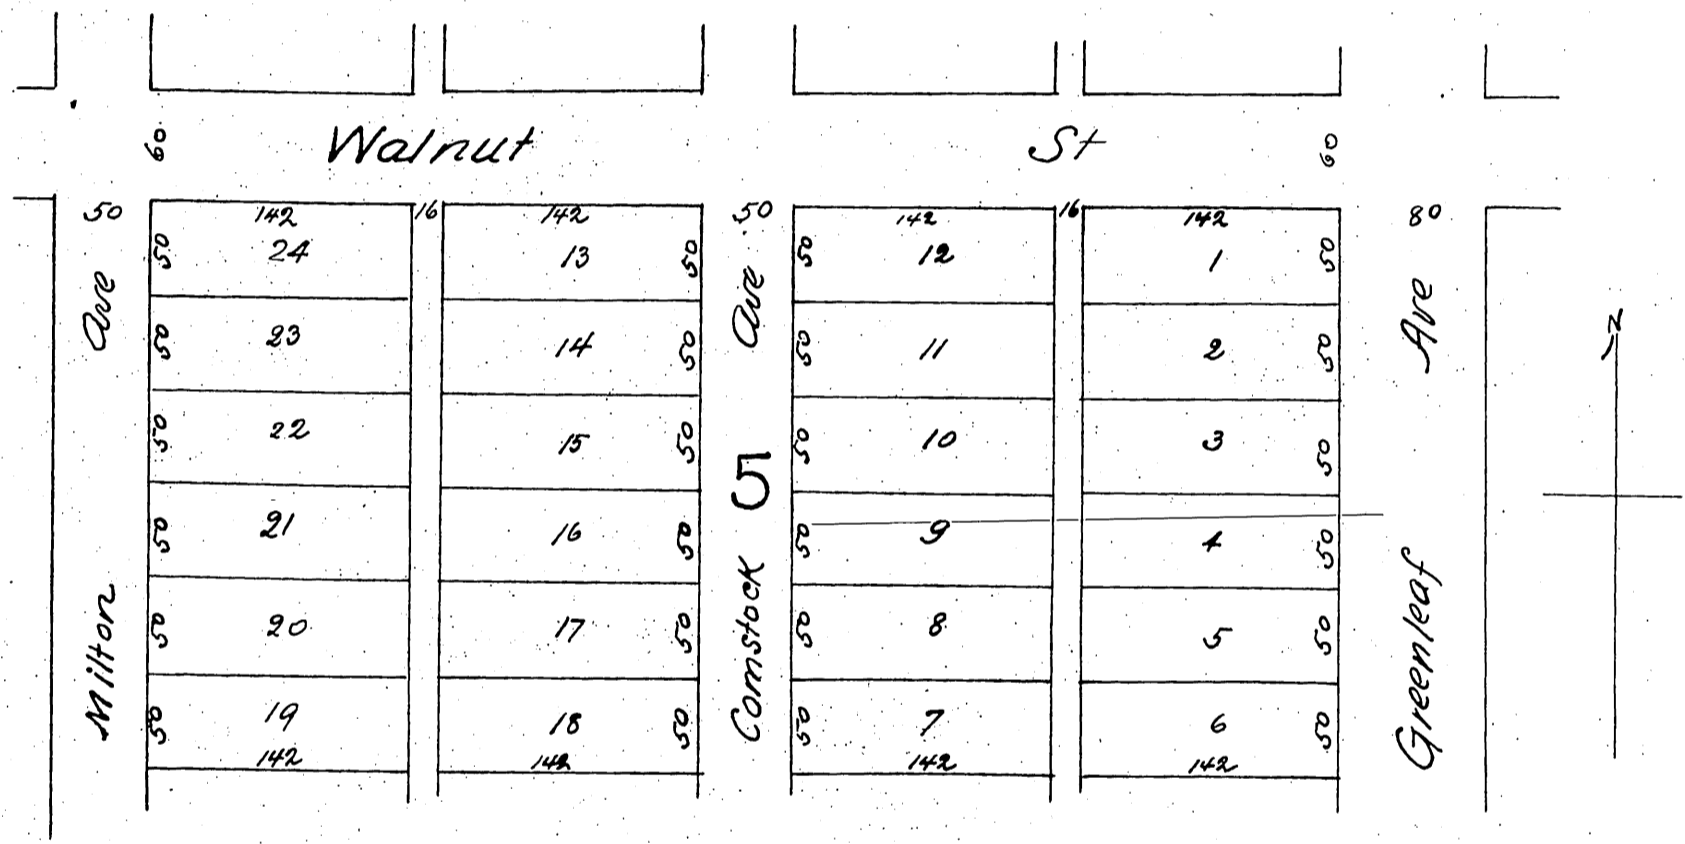 60 Walnut St 60
50 142 16 142 50 142 16 142 80
50 24 13 50 50 12 1 50
Ave Ave Ave
N
50 23 14 50 50 11 2 50
50 22 15 50 50 10 3 50
5
50 21 16 50 50 9 4 50
50 20 17 50 50 8 5 50
Milton Comstock Greenleaf
50 19 18 50 50 7 6 50
142 142 142 142